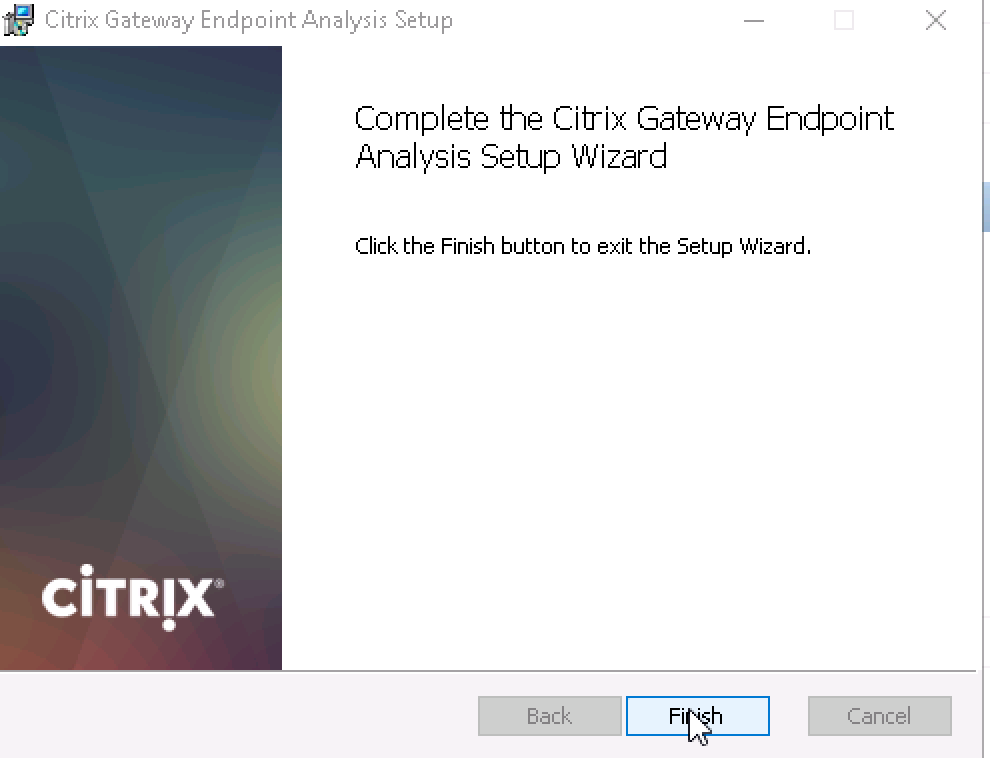 Citrix Gateway Endpoint Analysis Setup
Complete the Citrix Gateway Endpoint
Analysis Setup Wizard
Click the Finish button to exit the Setup Wizard.
CITRIX®
Back
Finish
Cancel